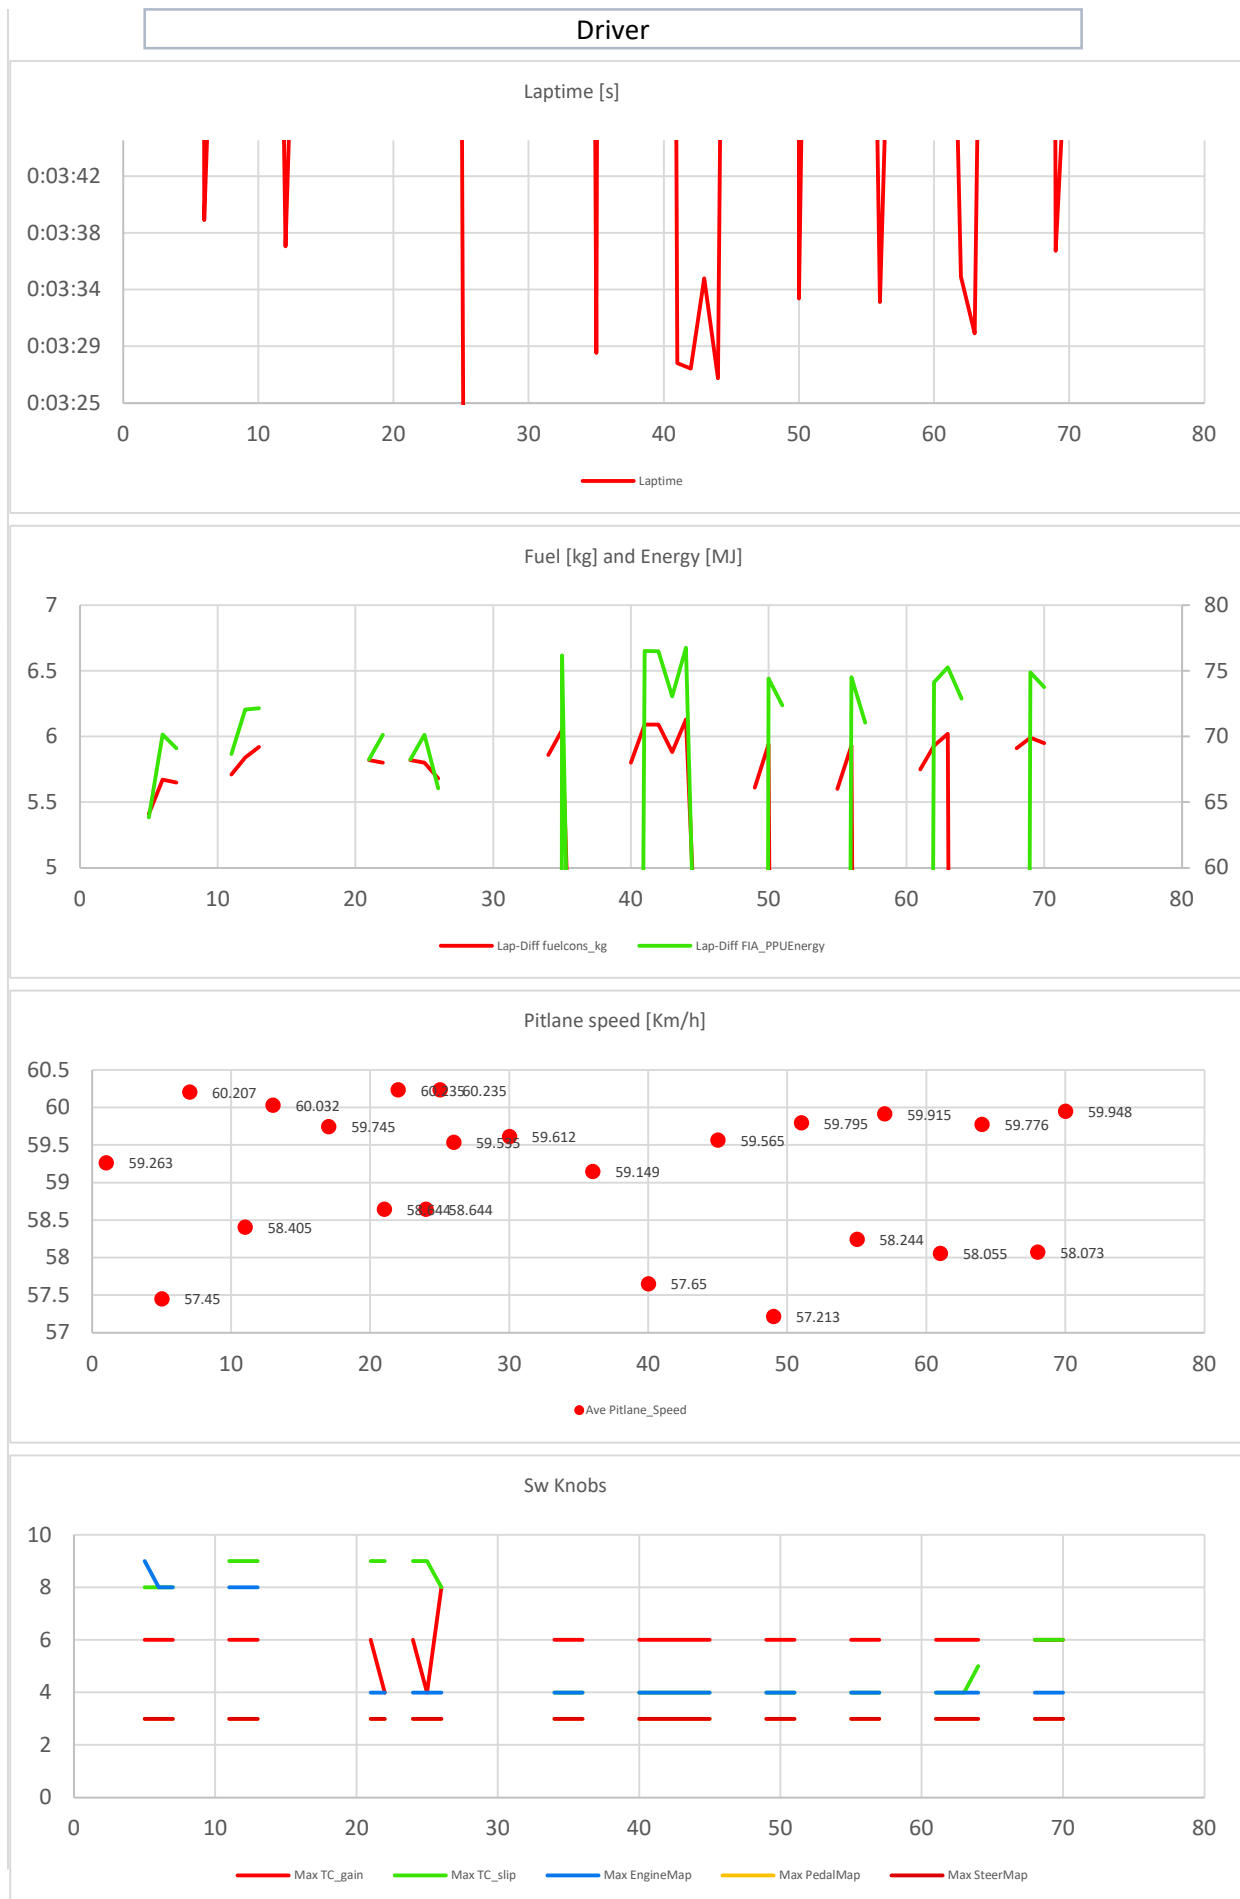 Driver
Laptime [s]
0:03:42
0:03:38
0:03:34
0:03:29
0:03:25
0 10 20 30 40 50 60 70 80
Laptime
Fuel [kg] and Energy [MJ]
7 80
6.5 75
6 70
5.5 65
5 60
0 10 20 30 40 50 60 70 80
Lap-Diff fuelcons_kg Lap-Diff FIA_PPUEnergy
Pitlane speed [Km/h]
60.5
60.207 60.235 60.235
60 60.032 59.948
59.915
59.745 59.795 59.776
59.612
59.5 59.535 59.565
59.263
59 59.149
58.644 58.644
58.5
58.405
58.244
58 58.055 58.073
57.65
57.5 57.45
57.213
57
0 10 20 30 40 50 60 70 80
Ave Pitlane_Speed
Sw Knobs
10
8
6
4
2
0
0 10 20 30 40 50 60 70 80
Max TC_gain Max TC_slip Max EngineMap Max PedalMap Max SteerMap